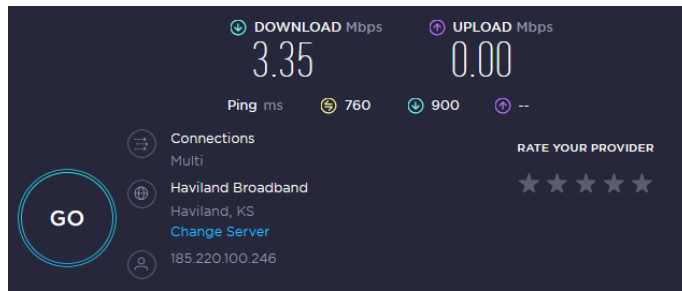 DOWNLOAD Mbps UPLOAD Mbps
3.35 0.00
Ping ms 760 900 --
Connections
Multi
RATE YOUR PROVIDER
Haviland Broadband
Haviland, KS
Change Server
GO
185.220.100.246